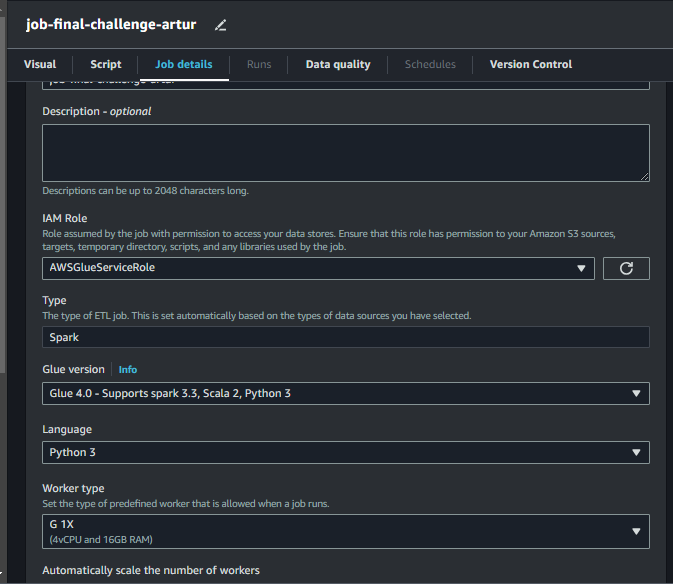 job-final-challenge-artur
Visual
Script
Job details
Runs
Data quality
Schedules
Version Control
job-final-challenge-artur
Description - optional
Descriptions can be up to 2048 characters long.
IAM Role
Role assumed by the job with permission to access your data stores. Ensure that this role has permission to your Amazon S3 sources,
targets, temporary directory, scripts, and any libraries used by the job.
AWSGlueServiceRole
Type
The type of ETL job. This is set automatically based on the types of data sources you have selected.
Spark
Glue version
Info
Glue 4.0 - Supports spark 3.3, Scala 2, Python 3
Language
Python 3
Worker type
Set the type of predefined worker that is allowed when a job runs.
G 1X
(4vCPU and 16GB RAM)
Automatically scale the number of workers